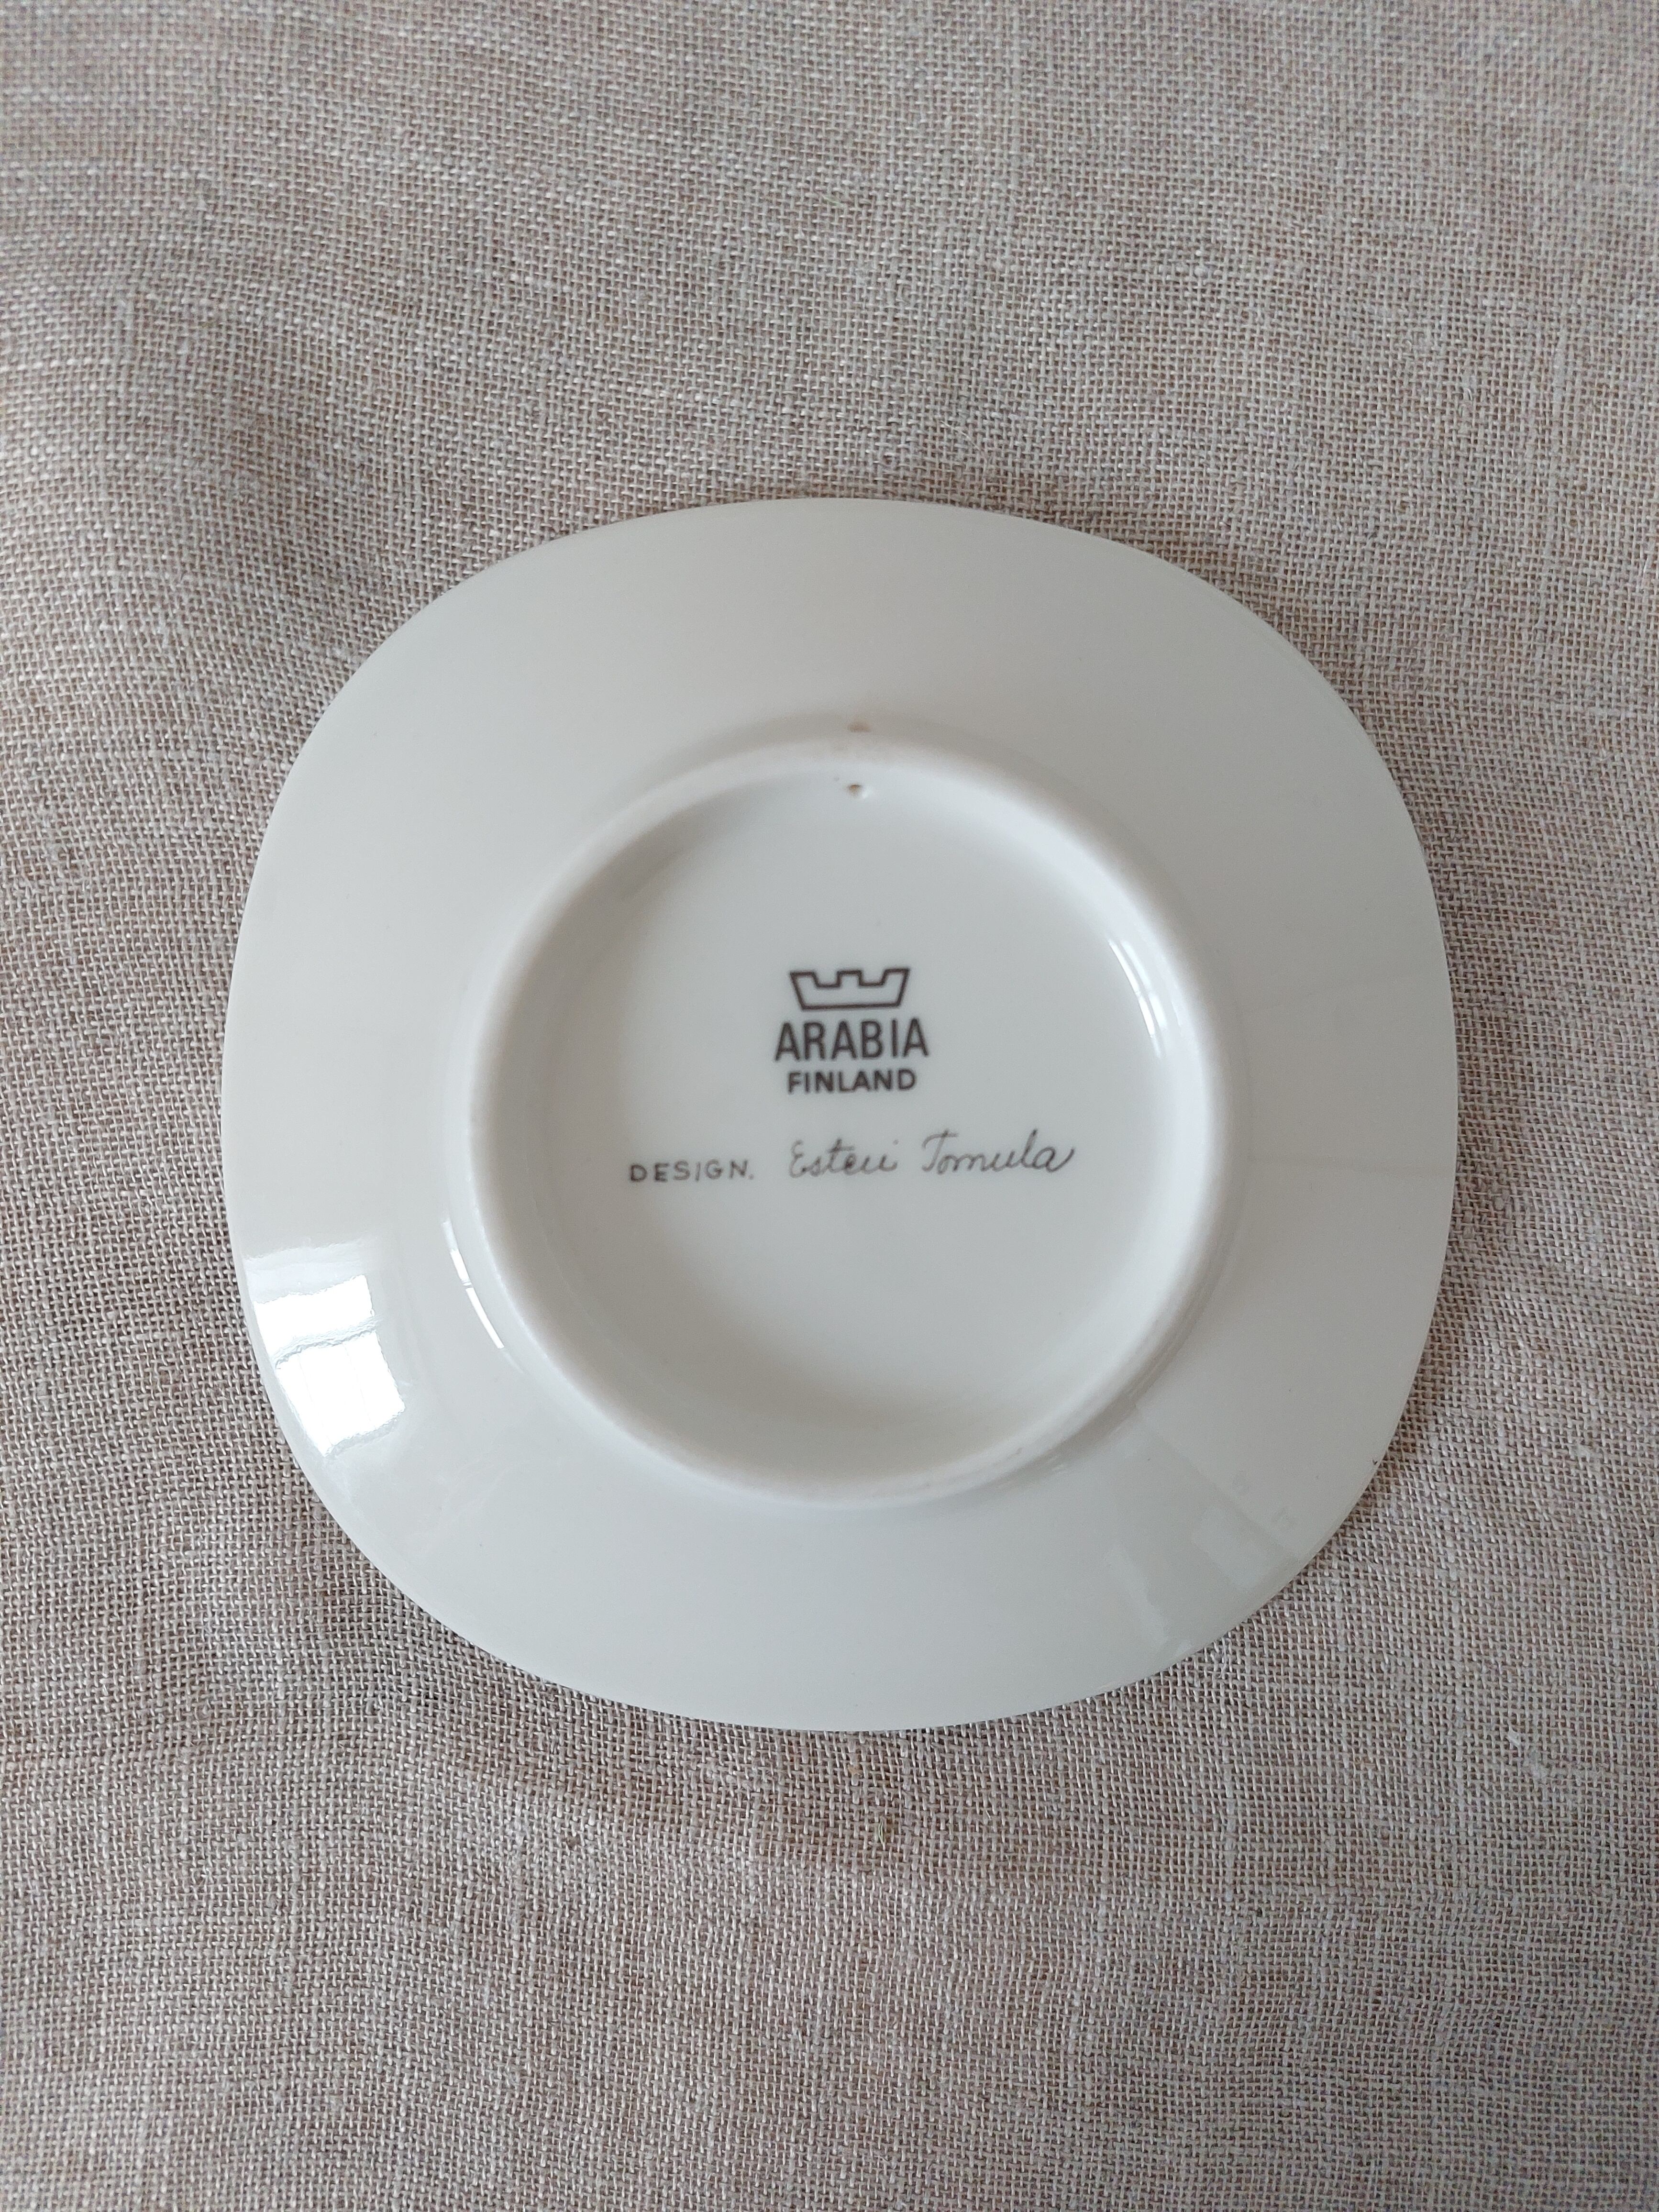 ARABIA
FINLAND
DESIGN. Esteri Tomula